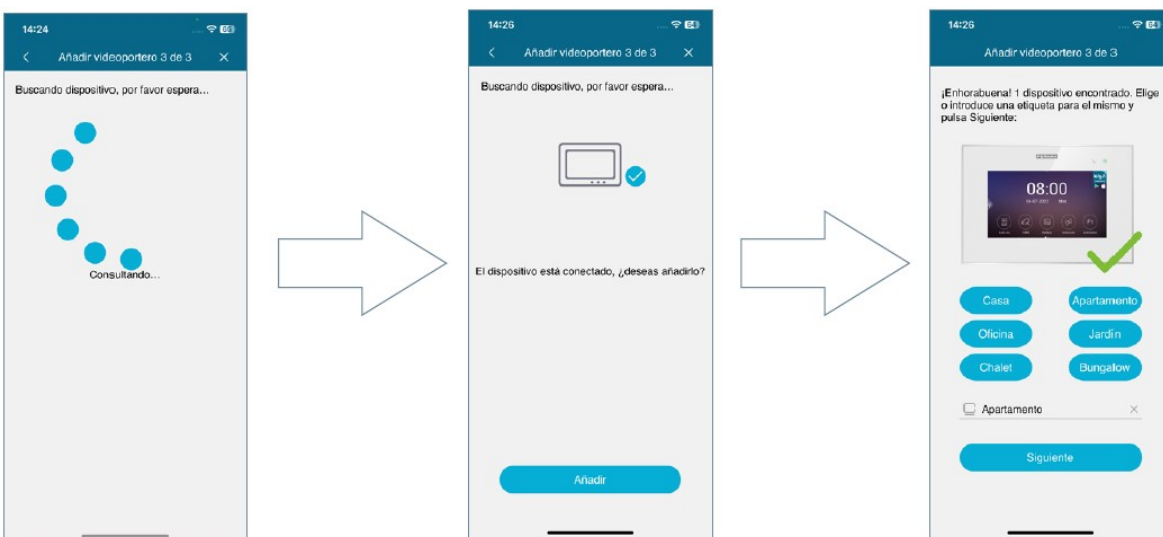 14:24
Añadir videoportero 3 de 3
Buscando dispositivo, por favor espera...
Consultando...
14:26
Añadir videoportero 3 de 3
Buscando dispositivo, por favor espera...
El dispositivo está conectado, ¿deseas añadirlo?
Añadir
14:26
Añadir videoportero 3 de 3
¡Enhorabuena! 1 dispositivo encontrado. Elige
o introduce una etiqueta para el mismo y
pulsa Siguiente:
08:00
Casa
Apartamento
Oficina
Jardín
Chalet
Bungalow
Apartamento
Siguiente